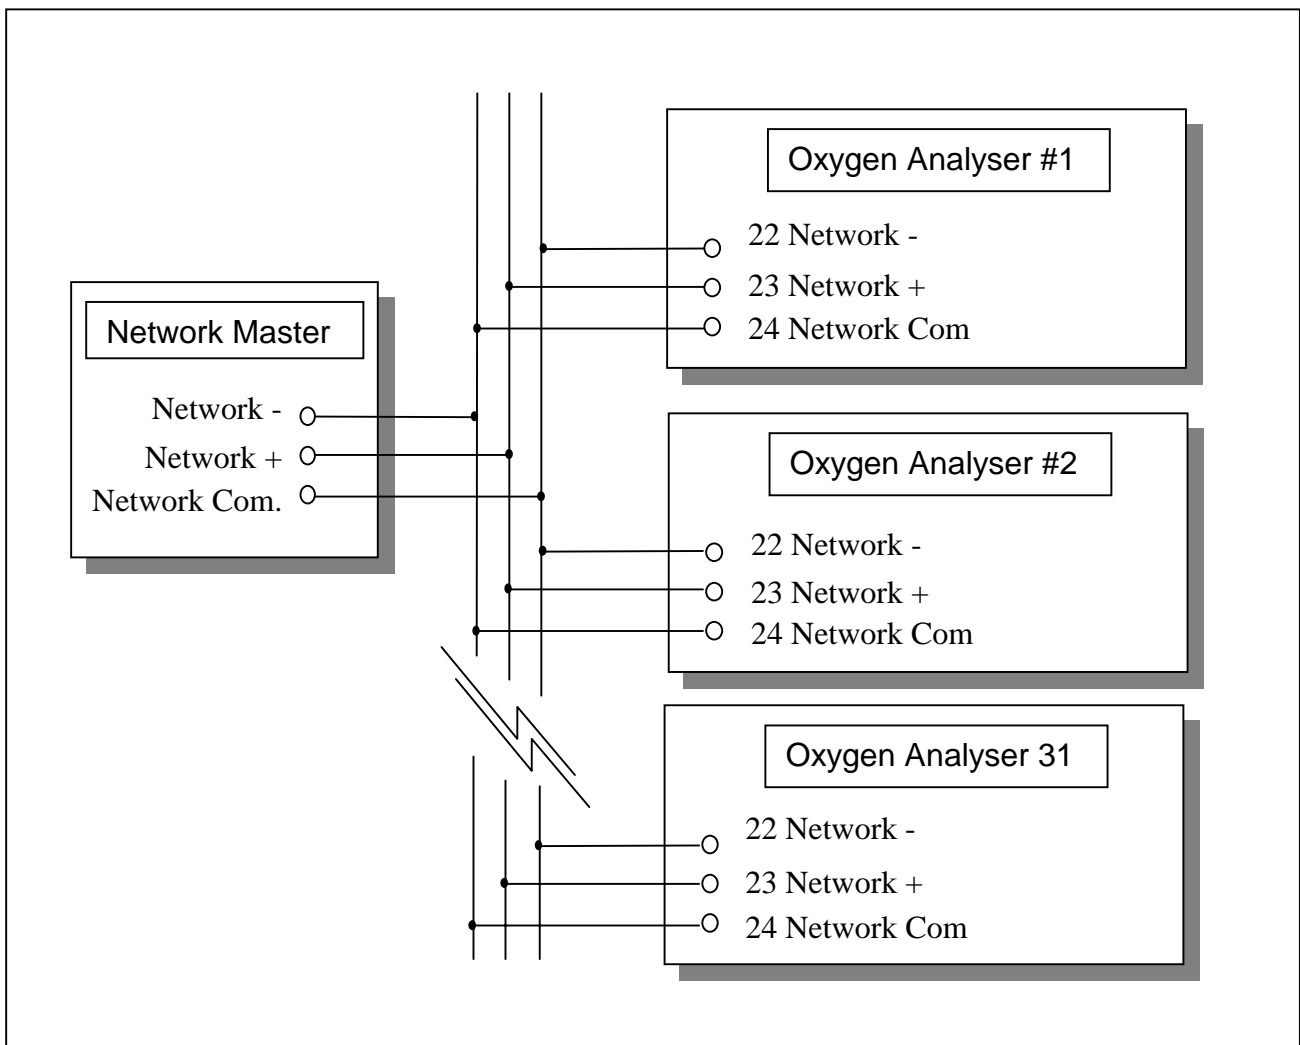 Network Master
Network -
Network +
Network Com.
Oxygen Analyser #1
22 Network -
23 Network +
24 Network Com
Oxygen Analyser #2
22 Network -
23 Network +
24 Network Com
Oxygen Analyser 31
22 Network -
23 Network +
24 Network Com